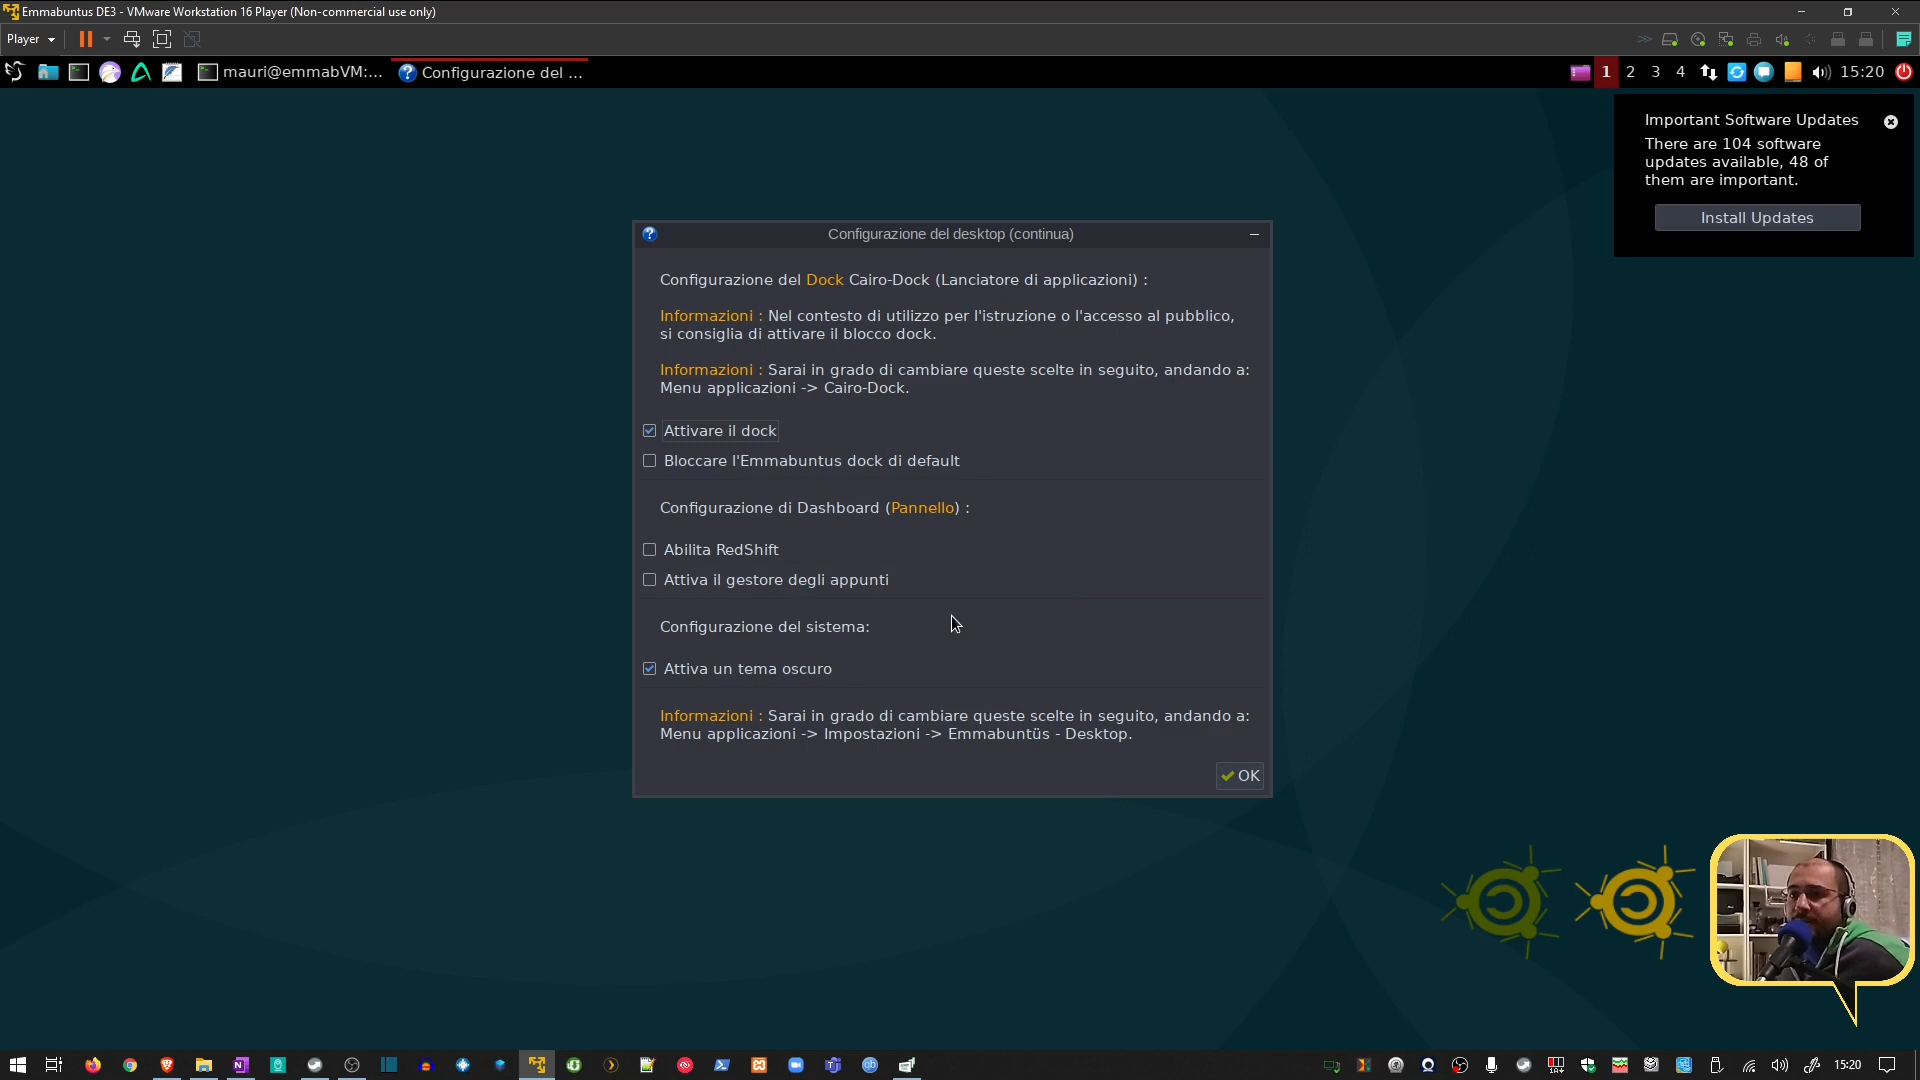 Emmabuntus DE3 - VMware Workstation 16 Player (Non-commercial use only)
Player
mauri@emmabVM:...
Configurazione del ...
1 2 3 4
15:20
Important Software Updates
There are 104 software
updates available, 48 of
them are important.
Install Updates
Configurazione del desktop (continua)
Configurazione del Dock Cairo-Dock (Lanciatore di applicazioni) :
Informazioni : Nel contesto di utilizzo per l'istruzione o l'accesso al pubblico,
si consiglia di attivare il blocco dock.
Informazioni : Sarai in grado di cambiare queste scelte in seguito, andando a:
Menu applicazioni -> Cairo-Dock.
Attivare il dock
Bloccare l'Emmabuntus dock di default
Configurazione di Dashboard (Pannello) :
Abilita RedShift
Attiva il gestore degli appunti
Configurazione del sistema:
Attiva un tema oscuro
Informazioni : Sarai in grado di cambiare queste scelte in seguito, andando a:
Menu applicazioni -> Impostazioni -> Emmabuntüs - Desktop.
OK
15:20